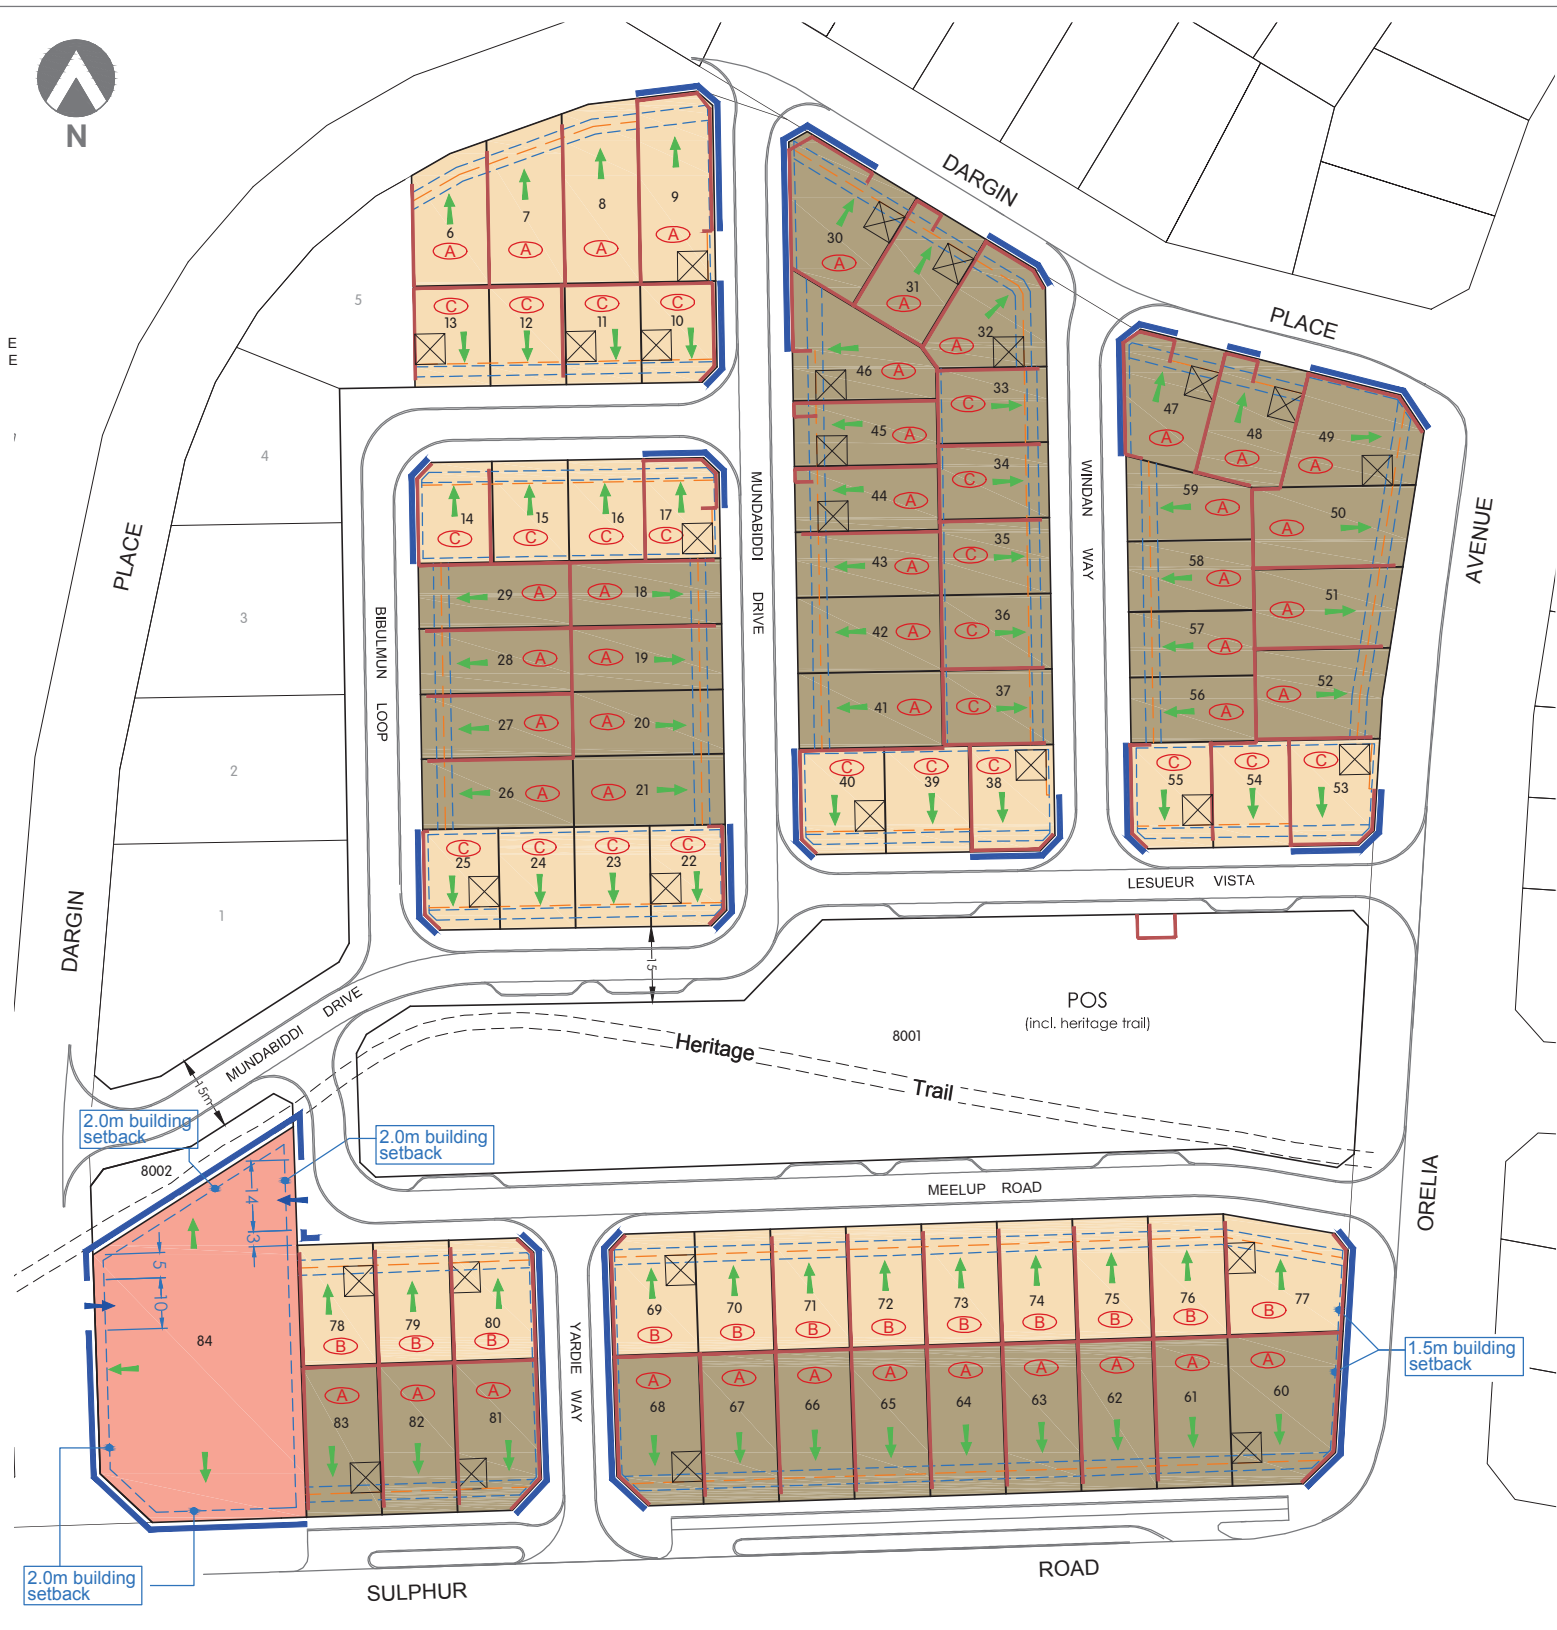 N
E
E
DARGIN
PLACE
PLACE
DARGIN
AVENUE
ORELIA
MUNDABIDDI DRIVE
WINDAN WAY
BIBULMUN LOOP
MUNDABIDDI DRIVE
LESUEUR VISTA
MEELUP ROAD
YARDIE WAY
SULPHUR
ROAD
6
A
7
A
8
A
9
A
5
C
13
C
12
C
11
C
10
4
3
2
1
14
C
15
C
16
C
17
C
29 A
A 18
28 A
A 19
27 A
A 20
26 A
A 21
C
25
C
24
C
23
C
22
30
A
31
A
32
A
46 A
33
C
45
A
34
C
44
A
35
C
43 A
36
C
42 A
37
C
41 A
C
40
C
39
C
38
47
A
48
A
49
A
59
A
50
A
58
A
51
A
57
A
52
A
56
A
C
55
C
54
C
53
15
POS
(incl. heritage trail)
8001
Heritage
Trail
15m
2.0m building
setback
2.0m building
setback
8002
14
3
5
10
84
78
B
79
B
80
B
A
83
A
82
A
81
69
B
70
B
71
B
72
B
73
B
74
B
75
B
76
B
77
B
A
68
A
67
A
66
A
65
A
64
A
63
A
62
A
61
A
60
1.5m building
setback
2.0m building
setback